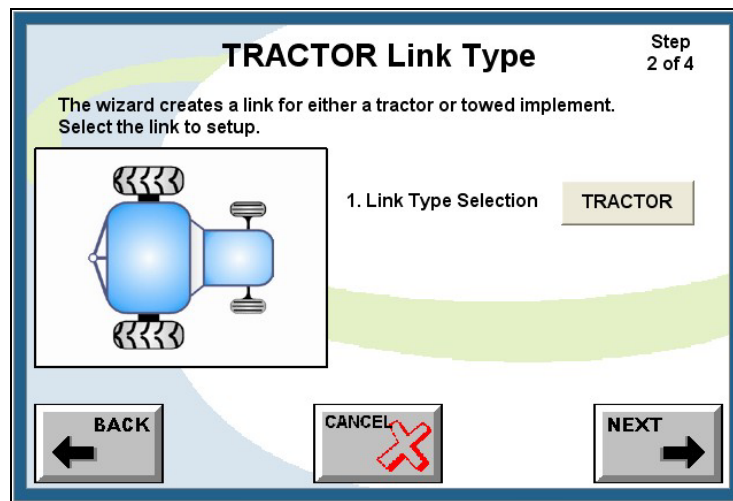 TRACTOR Link Type
Step
2 of 4
The wizard creates a link for either a tractor or towed implement.
Select the link to setup.
1. Link Type Selection
TRACTOR
BACK
CANCEL
NEXT